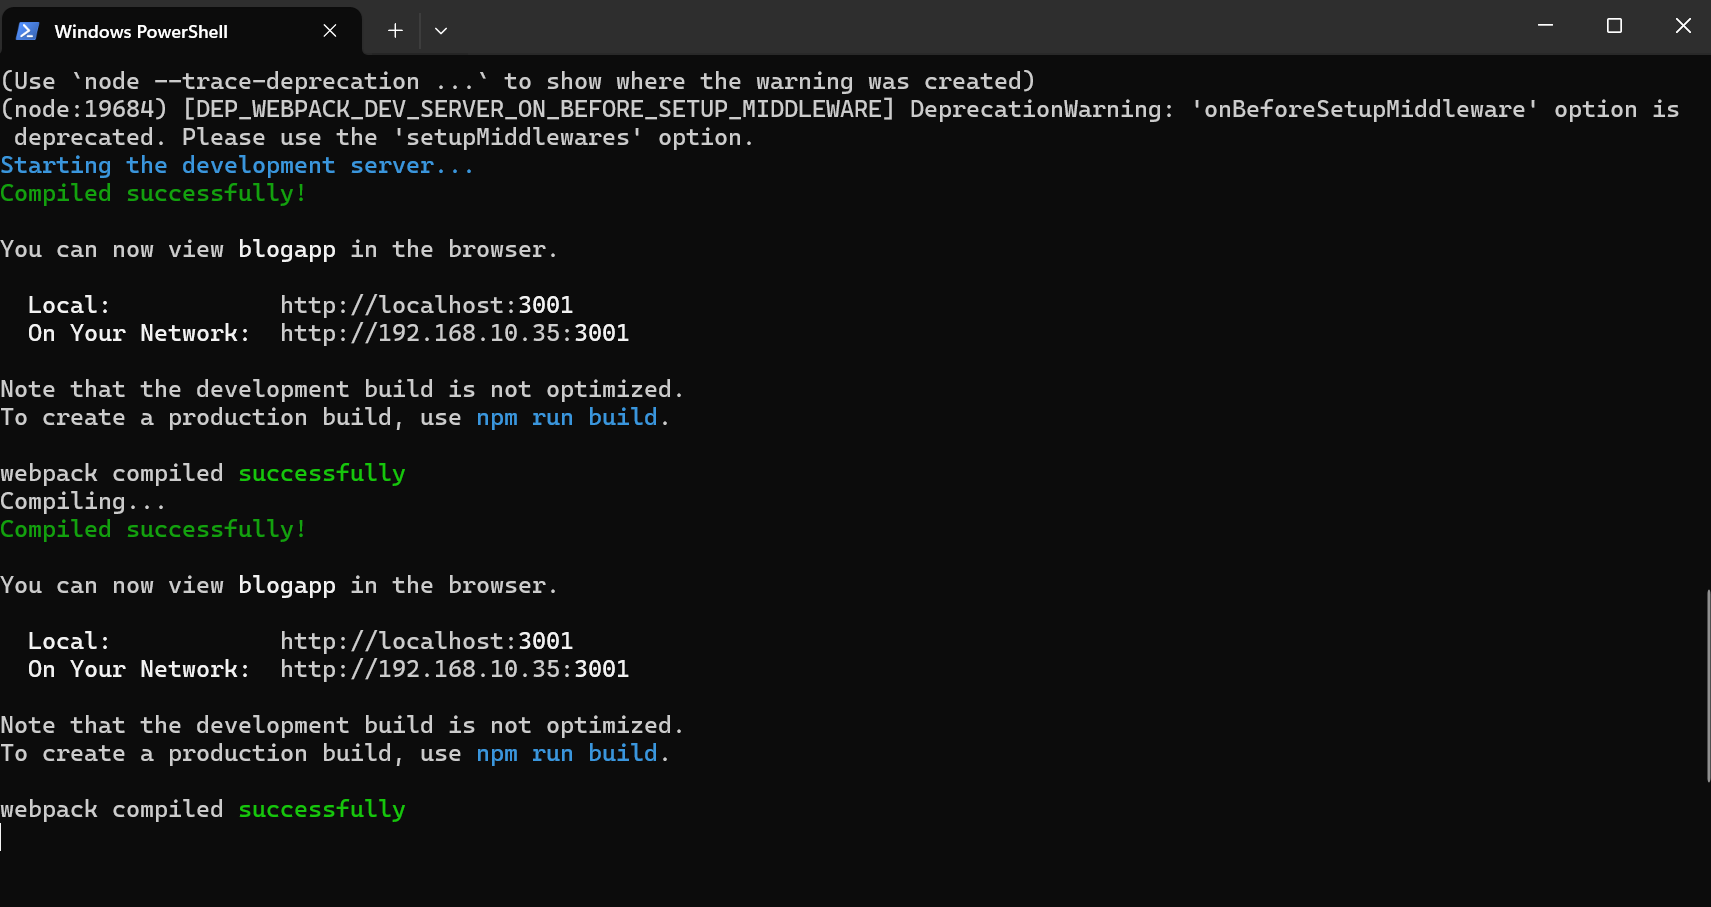 Windows PowerShell
(Use `node --trace-deprecation ...` to show where the warning was created)
(node:19684) [DEP_WEBPACK_DEV_SERVER_ON_BEFORE_SETUP_MIDDLEWARE] DeprecationWarning: 'onBeforeSetupMiddleware' option is
 deprecated. Please use the 'setupMiddlewares' option.
Starting the development server...
Compiled successfully!
You can now view blogapp in the browser.
  Local:            http://localhost:3001
  On Your Network:  http://192.168.10.35:3001
Note that the development build is not optimized.
To create a production build, use npm run build.
webpack compiled successfully
Compiling...
Compiled successfully!
You can now view blogapp in the browser.
  Local:            http://localhost:3001
  On Your Network:  http://192.168.10.35:3001
Note that the development build is not optimized.
To create a production build, use npm run build.
webpack compiled successfully